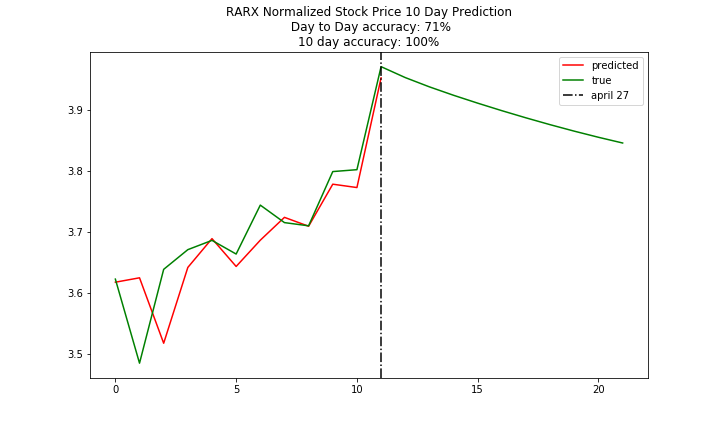 RARX Normalized Stock Price 10 Day Prediction
Day to Day accuracy: 71%
10 day accuracy: 100%
predicted
true
april 27
3.9
3.8
3.7
3.6
3.5
0
5
10
15
20